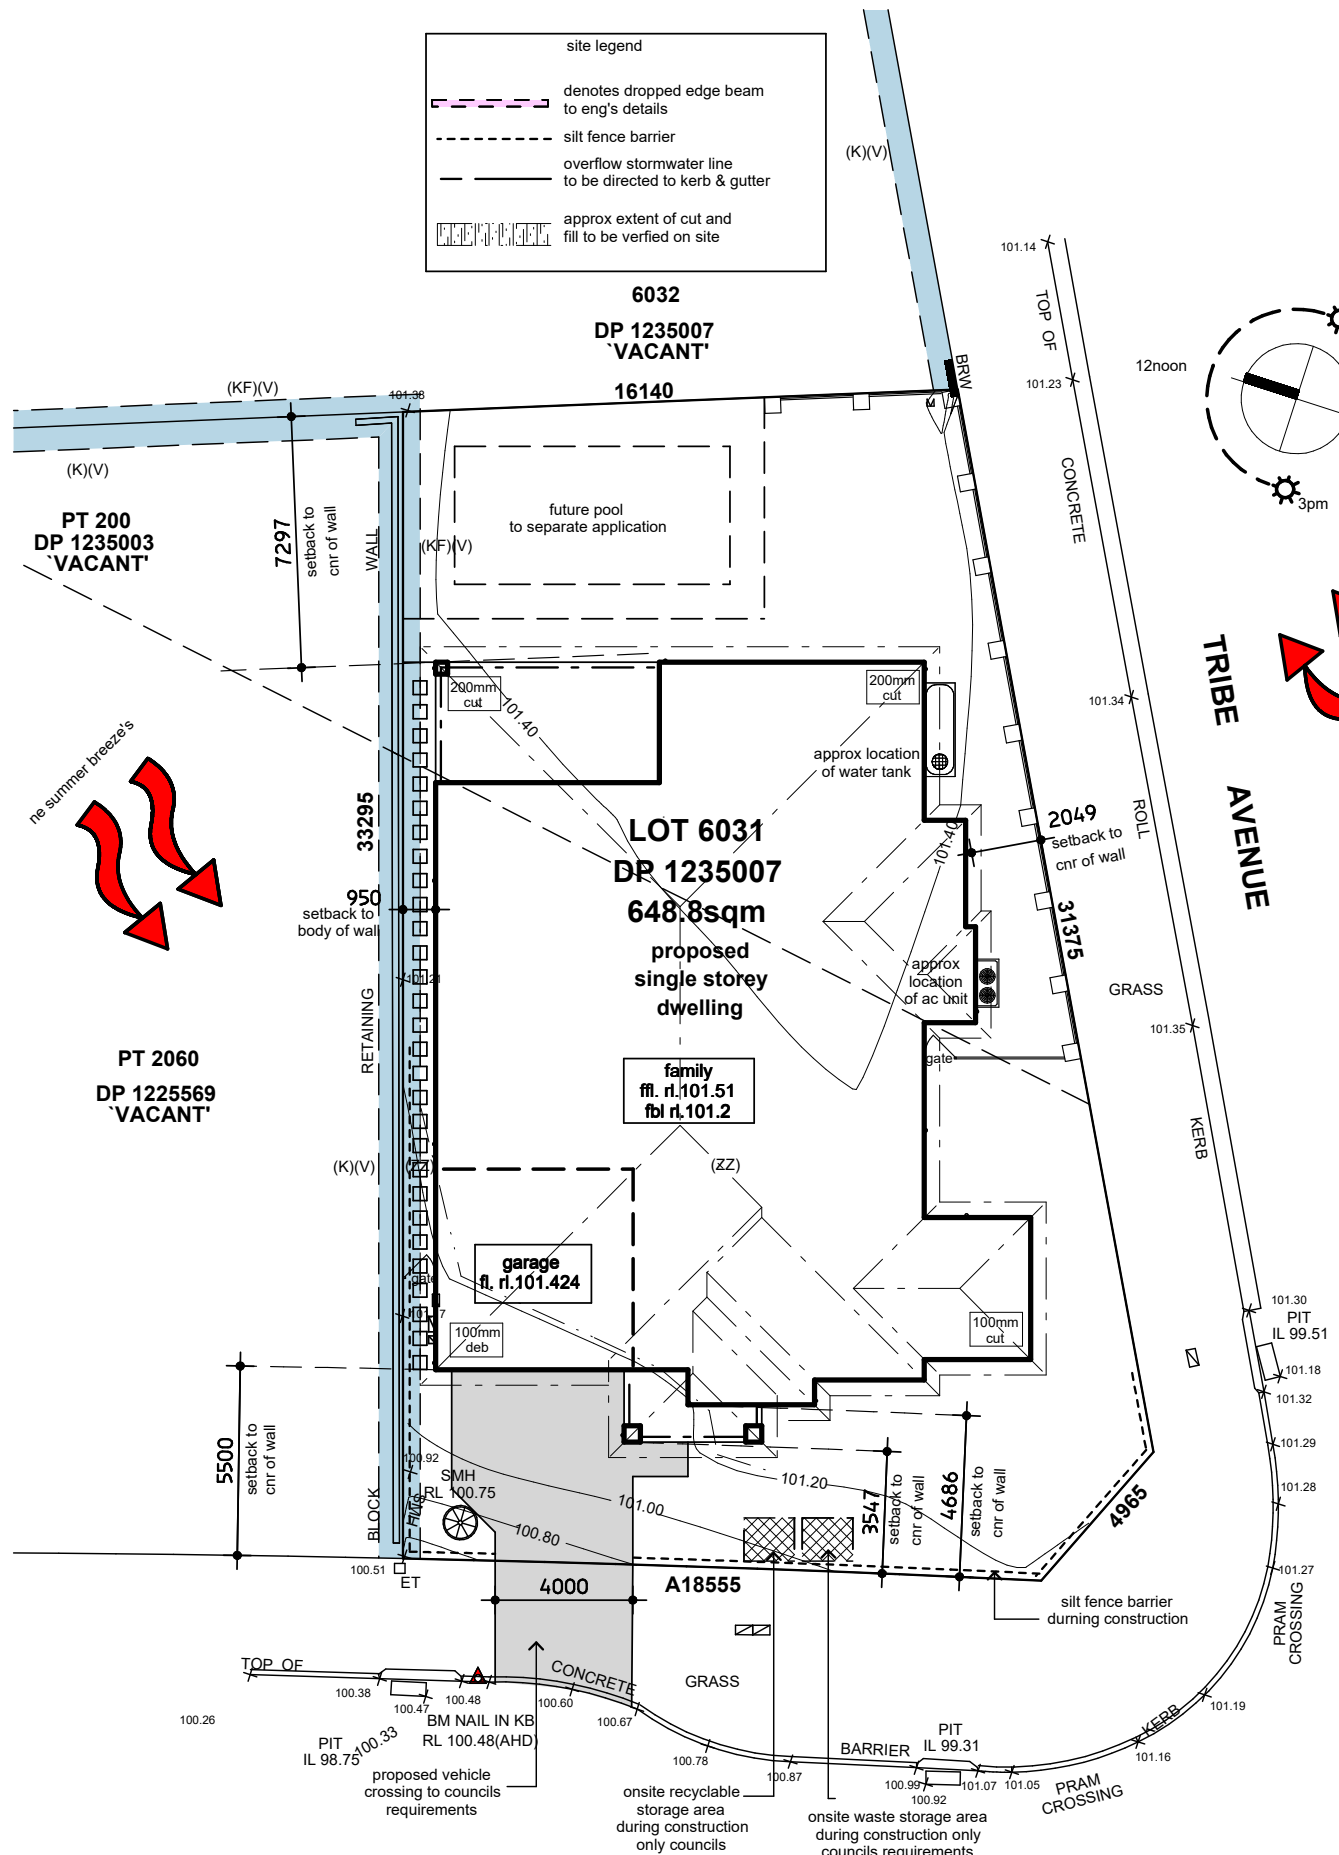 site legend
denotes dropped edge beam
to eng's details
silt fence barrier
overflow stormwater line
to be directed to kerb & gutter
approx extent of cut and
fill to be verfied on site
(K)(V)
6032
DP 1235007
`VACANT'
16140
BRW
101.14
TOP OF
101.23
CONCRETE
12noon
3pm
(KF)(V)
101.38
(K)(V)
PT 200
DP 1235003
`VACANT'
7297
setback to
cnr of wall
WALL
(KF)(V)
future pool
to separate application
200mm
cut
101.40
200mm
cut
approx location
of water tank
101.34
TRIBE
AVENUE
ROLL
ne summer breeze's
33295
LOT 6031
DP 1235007
648.8sqm
proposed
single storey
dwelling
101.40
2049
setback to
cnr of wall
31375
950
setback to
body of wall
101.21
approx
location
of ac unit
GRASS
101.35
RETAINING
PT 2060
DP 1225569
`VACANT'
family
ffl. rl.101.51
fbl rl.101.2
gate
KERB
(K)(V)
(ZZ)
(ZZ)
garage
fl. rl.101.424
gate
100mm
deb
100mm
cut
101.30
PIT
IL 99.51
101.18
101.32
5500
setback to
cnr of wall
100.92
SMH
RL 100.75
BLOCK
101.00
100.80
101.20
3547
setback to
cnr of wall
4686
setback to
cnr of wall
4965
101.29
101.28
101.27
100.51
ET
4000
A18555
silt fence barrier
durning construction
PRAM
CROSSING
TOP OF
100.38
100.47
100.48
CONCRETE
100.60
100.67
GRASS
100.26
PIT
IL 98.75
100.33
BM NAIL IN KB
RL 100.48(AHD)
100.78
100.87
BARRIER
PIT
IL 99.31
100.99
100.92
101.07
101.05
KERB
101.19
101.16
PRAM
CROSSING
proposed vehicle
crossing to councils
requirements
onsite recyclable
storage area
during construction
only councils
onsite waste storage area
during construction only
councils requirements